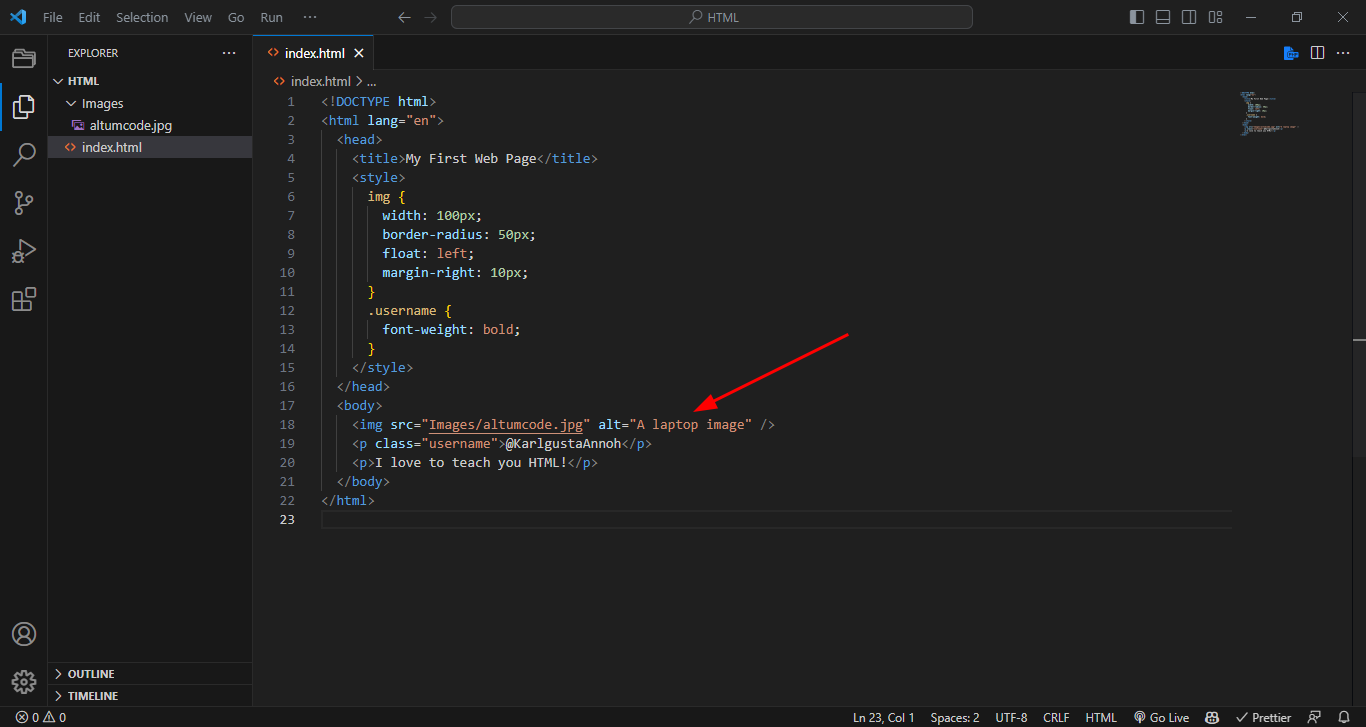 File Edit Selection View Go Run ···
HTML
EXPLORER ···
HTML
Images
altumcode.jpg
index.html
OUTLINE
TIMELINE
index.html
index.html > ...
1 <!DOCTYPE html>
2 <html lang="en">
3 <head>
4 <title>My First Web Page</title>
5 <style>
6 img {
7 width: 100px;
8 border-radius: 50px;
9 float: left;
10 margin-right: 10px;
11 }
12 .username {
13 font-weight: bold;
14 }
15 </style>
16 </head>
17 <body>
18 <img src="Images/altumcode.jpg" alt="A laptop image" />
19 <p class="username">@KarlgustaAnnoh</p>
20 <p>I love to teach you HTML!</p>
21 </body>
22 </html>
23
0 0 Ln 23, Col 1 Spaces: 2 UTF-8 CRLF HTML Go Live Prettier